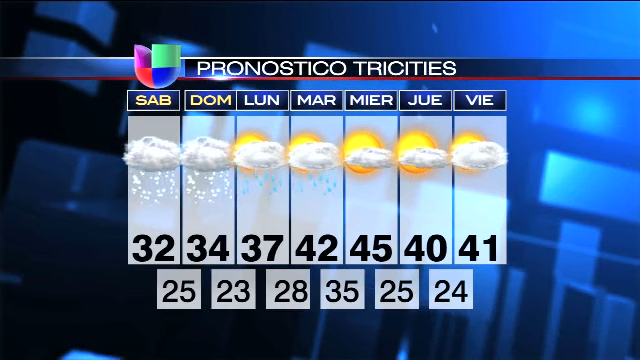 PRONOSTICO TRICITIES
SAB DOM LUN MAR MIER JUE VIE
32 34 37 42 45 40 41
25 23 28 35 25 24